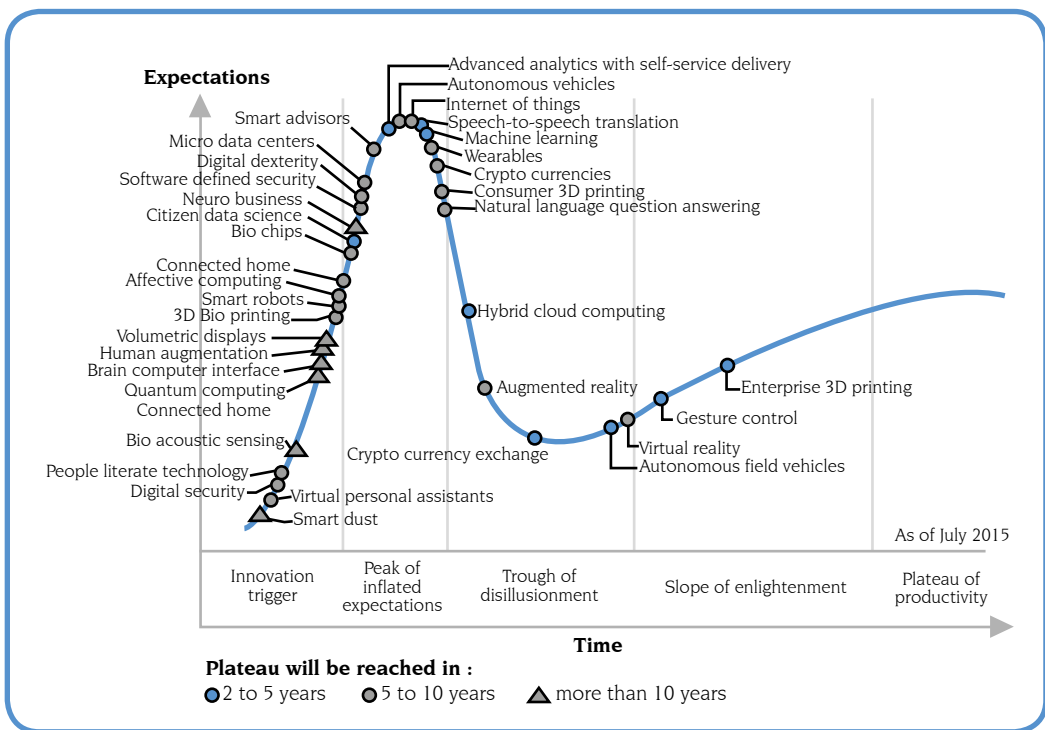 Expectations
Advanced analytics with self-service delivery
Autonomous vehicles
Internet of things
Speech-to-speech translation
Machine learning
Wearables
Crypto currencies
Consumer 3D printing
Natural language question answering
Smart advisors
Micro data centers
Digital dexterity
Software defined security
Neuro business
Citizen data science
Bio chips
Connected home
Affective computing
Smart robots
3D Bio printing
Volumetric displays
Human augmentation
Brain computer interface
Quantum computing
Connected home
Bio acoustic sensing
People literate technology
Digital security
Virtual personal assistants
Smart dust
Hybrid cloud computing
Augmented reality
Crypto currency exchange
Enterprise 3D printing
Gesture control
Virtual reality
Autonomous field vehicles
As of July 2015
Innovation
trigger
Peak of
inflated
expectations
Trough of
disillusionment
Slope of enlightenment
Plateau of
productivity
Time
Plateau will be reached in :
2 to 5 years
5 to 10 years
more than 10 years